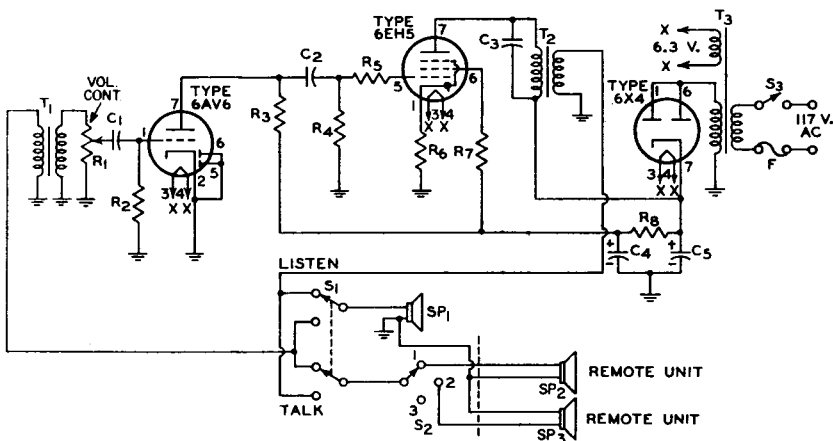 TYPE
6EH5
7
C3
T2
T3
X
6.3 V.
X
TYPE
6AV6
7
C2
R5
5
6
1
3 4
X X
TYPE
6X4
1
6
S3
117 V.
AC
F
3 4
7
X X
VOL.
CONT.
T1
C1
R1
1
6
5
2
3 4
X X
R2
R3
R4
R6
R7
R8
+
C4
-
+
C5
-
LISTEN
S1
SP1
TALK
1
2
3
S2
SP2
REMOTE UNIT
SP3
REMOTE UNIT